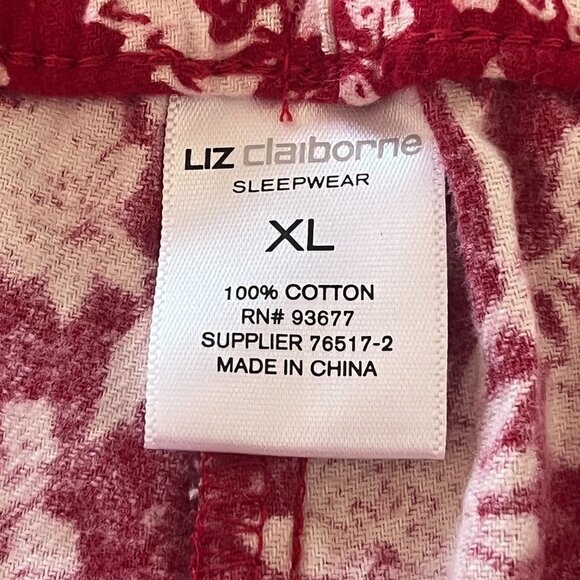 LIZ claiborne
SLEEPWEAR
XL
100% COTTON
RN# 93677
SUPPLIER 76517-2
MADE IN CHINA